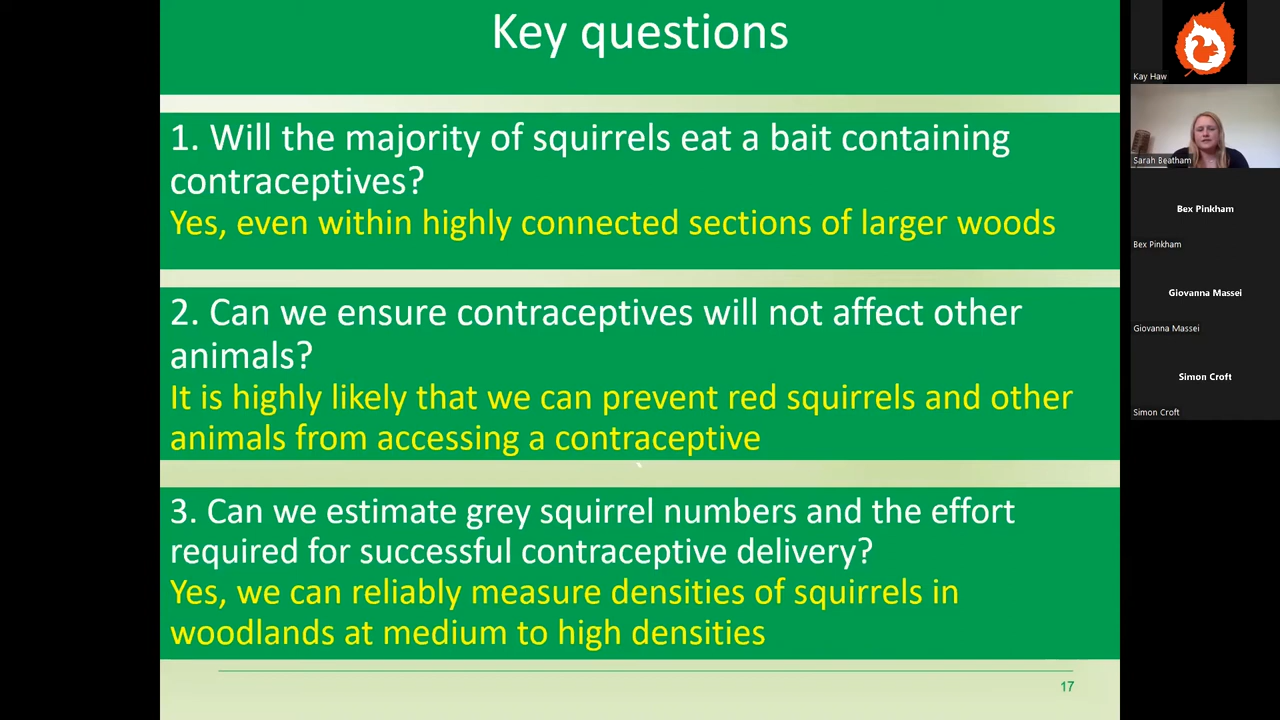 Key questions
1. Will the majority of squirrels eat a bait containing
contraceptives?
Yes, even within highly connected sections of larger woods
2. Can we ensure contraceptives will not affect other
animals?
It is highly likely that we can prevent red squirrels and other
animals from accessing a contraceptive
3. Can we estimate grey squirrel numbers and the effort
required for successful contraceptive delivery?
Yes, we can reliably measure densities of squirrels in
woodlands at medium to high densities
17
Kay Haw
Sarah Beatham
Bex Pinkham
Bex Pinkham
Giovanna Massei
Giovanna Massei
Simon Croft
Simon Croft